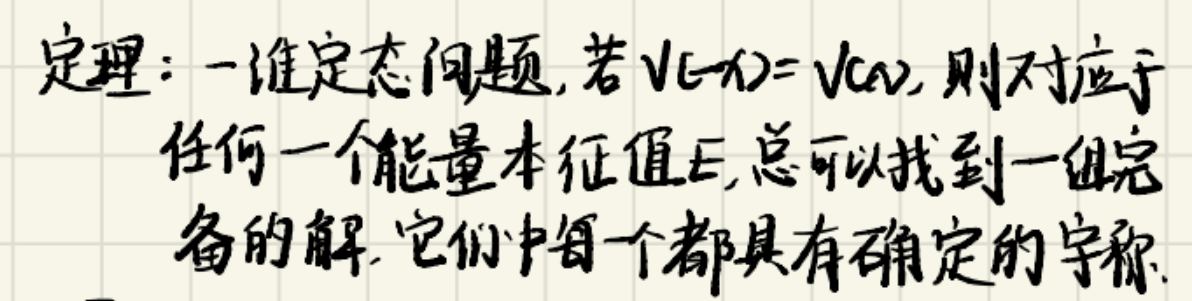 定理：一维定态问题,若V(-x)=V(x),则对应于
任何一个能量本征值E,总可以找到一组完
备的解.它们中每一个都具有确定的宇称.